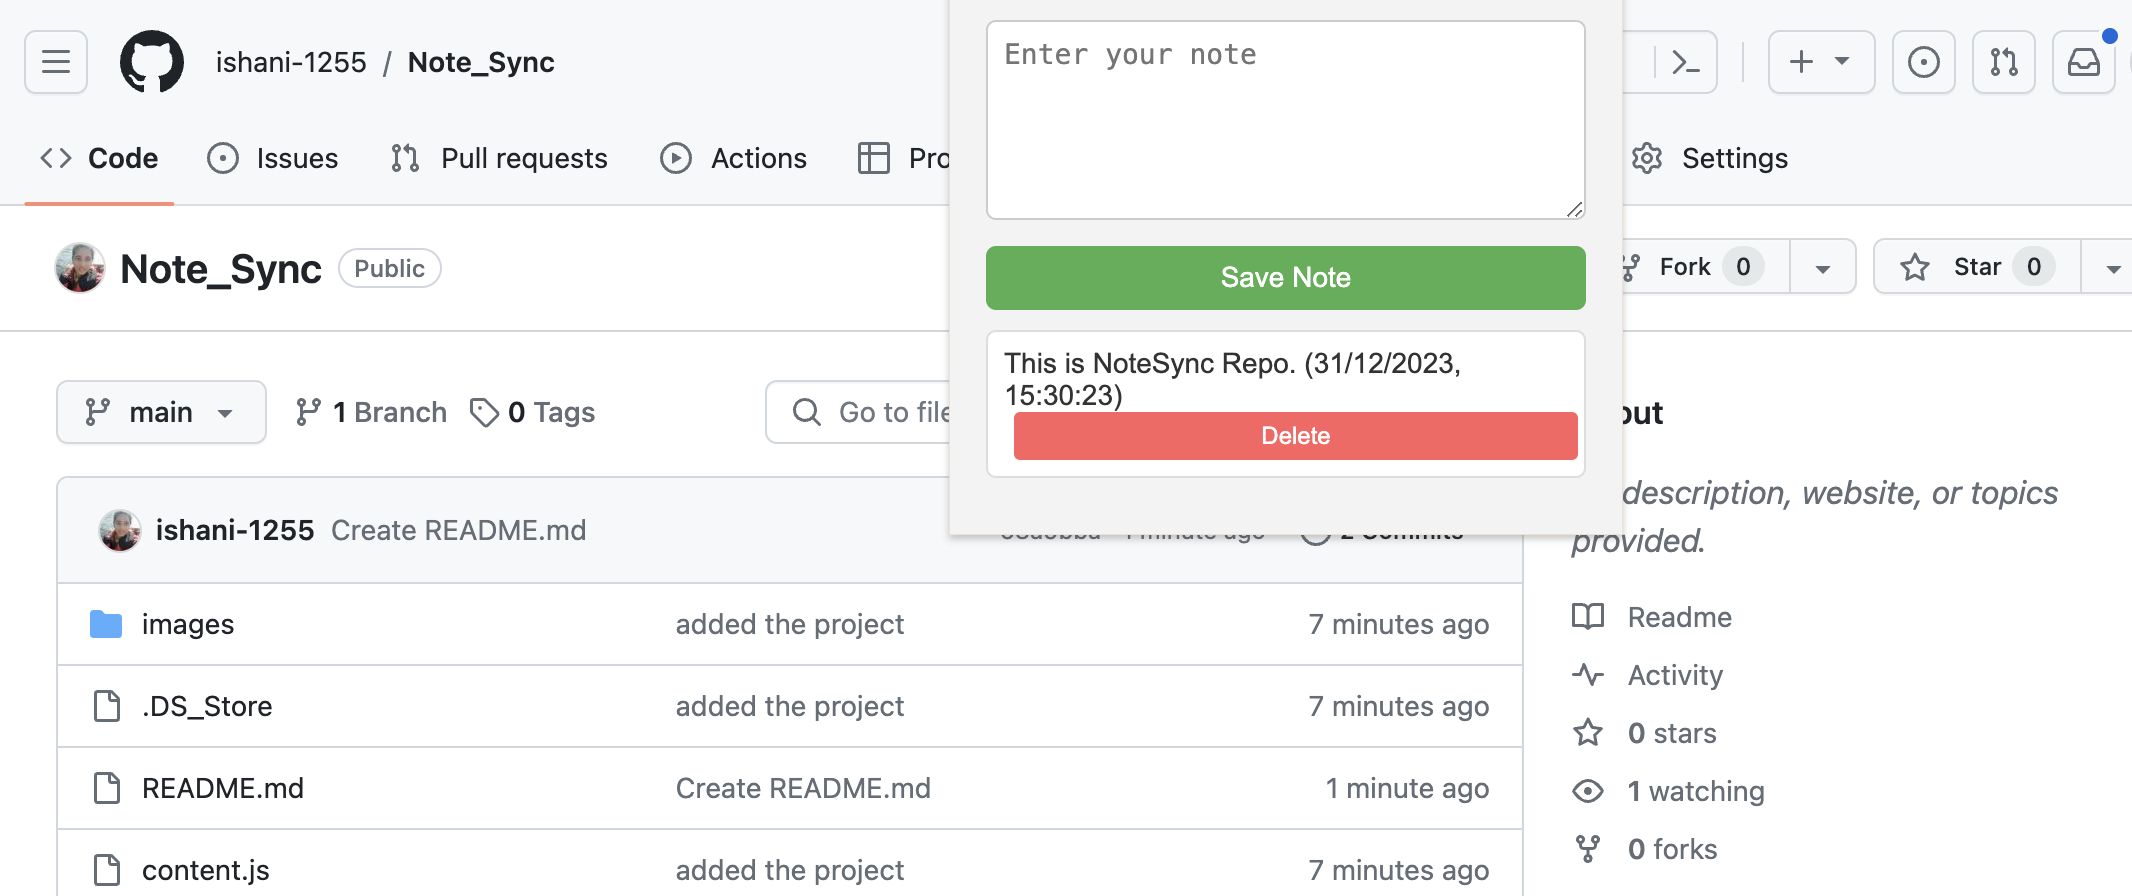 ishani-1255 / Note_Sync
Enter your note
Code
Issues
Pull requests
Actions
Settings
Note_Sync
Public
Save Note
Fork 0
Star 0
This is NoteSync Repo. (31/12/2023,
15:30:23)
Delete
main
1 Branch
0 Tags
Go to file
description, website, or topics
provided.
ishani-1255 Create README.md
2 Commits
images added the project 7 minutes ago
.DS_Store added the project 7 minutes ago
README.md Create README.md 1 minute ago
content.js added the project 7 minutes ago
Readme
Activity
0 stars
1 watching
0 forks